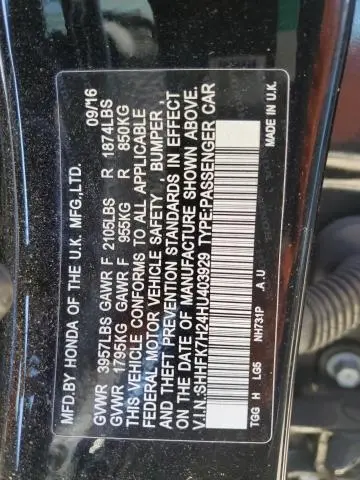 MFD.BY HONDA OF THE U.K. MFG.,LTD. 09/16
GVWR 3957LBS GAWR F 2105LBS R 1874LBS
GVWR 1795KG GAWR F 955KG R 850KG
THIS VEHICLE CONFORMS TO ALL APPLICABLE
FEDERAL MOTOR VEHICLE SAFETY , BUMPER ,
AND THEFT PREVENTION STANDARDS IN EFFECT
ON THE DATE OF MANUFACTURE SHOWN ABOVE.
V.I.N.:SHHFK7H24HU403929 TYPE:PASSENGER CAR
TGG H LG5 NH731P A U MADE IN U.K.